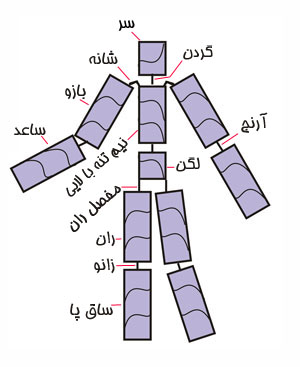 سر
گردن
شانه
بازو
ساعد
آرنج
نیم تنه بالایی
لگن
مفصل ران
ران
زانو
ساق پا